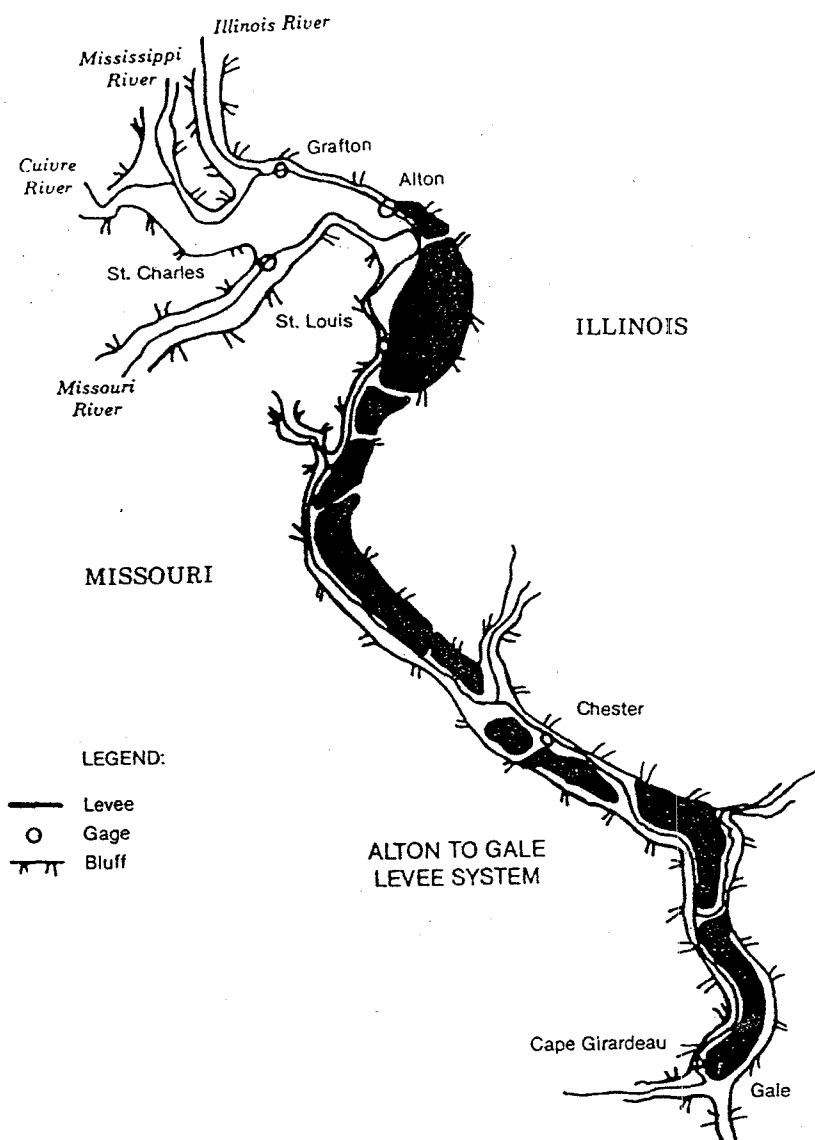 Illinois River
Mississippi
River
Grafton
Cuivre
River
Alton
St. Charles
St. Louis
ILLINOIS
Missouri
River
MISSOURI
Chester
LEGEND:
Levee
Gage
Bluff
ALTON TO GALE
LEVEE SYSTEM
Cape Girardeau
Gale